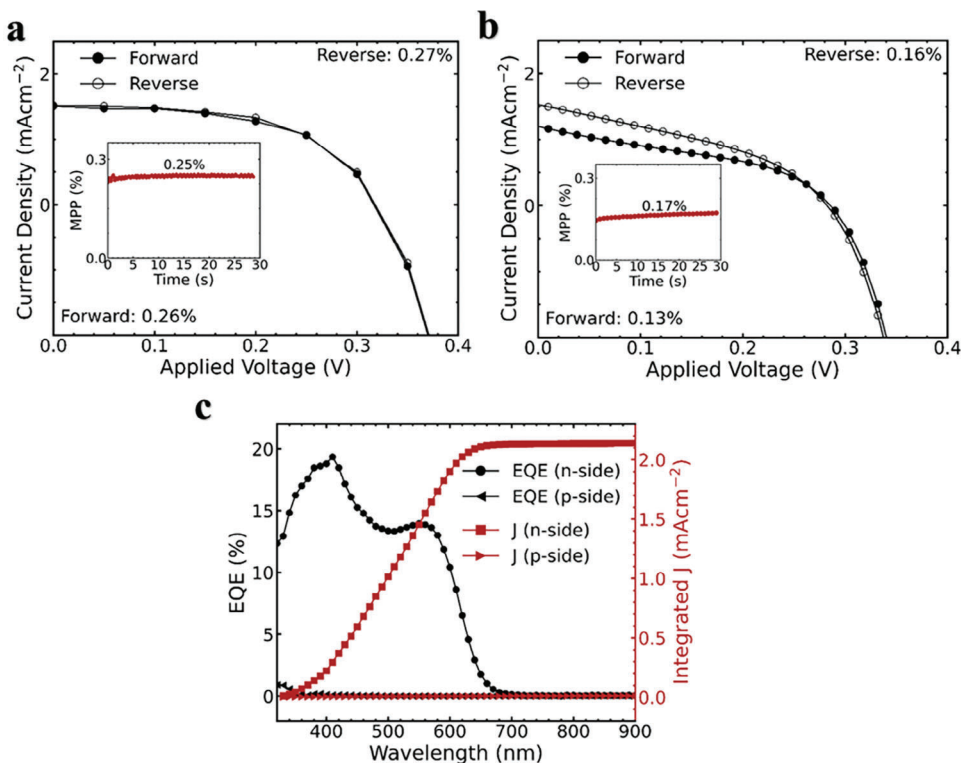 a
Forward
Reverse
Reverse: 0.27%
2
0
Current Density (mAcm⁻²)
0.3
0.0
MPP (%)
0.25%
0 5 10 15 20 25 30
Time (s)
Forward: 0.26%
0.0 0.1 0.2 0.3 0.4
Applied Voltage (V)
b
Forward
Reverse
Reverse: 0.16%
2
0
Current Density (mAcm⁻²)
0.3
0.0
MPP (%)
0.17%
0 5 10 15 20 25 30
Time (s)
Forward: 0.13%
0.0 0.1 0.2 0.3 0.4
Applied Voltage (V)
c
20
15
10
5
0
EQE (%)
EQE (n-side)
EQE (p-side)
J (n-side)
J (p-side)
2.0
1.5
1.0
0.5
0.0
Integrated J (mAcm⁻²)
400 500 600 700 800 900
Wavelength (nm)